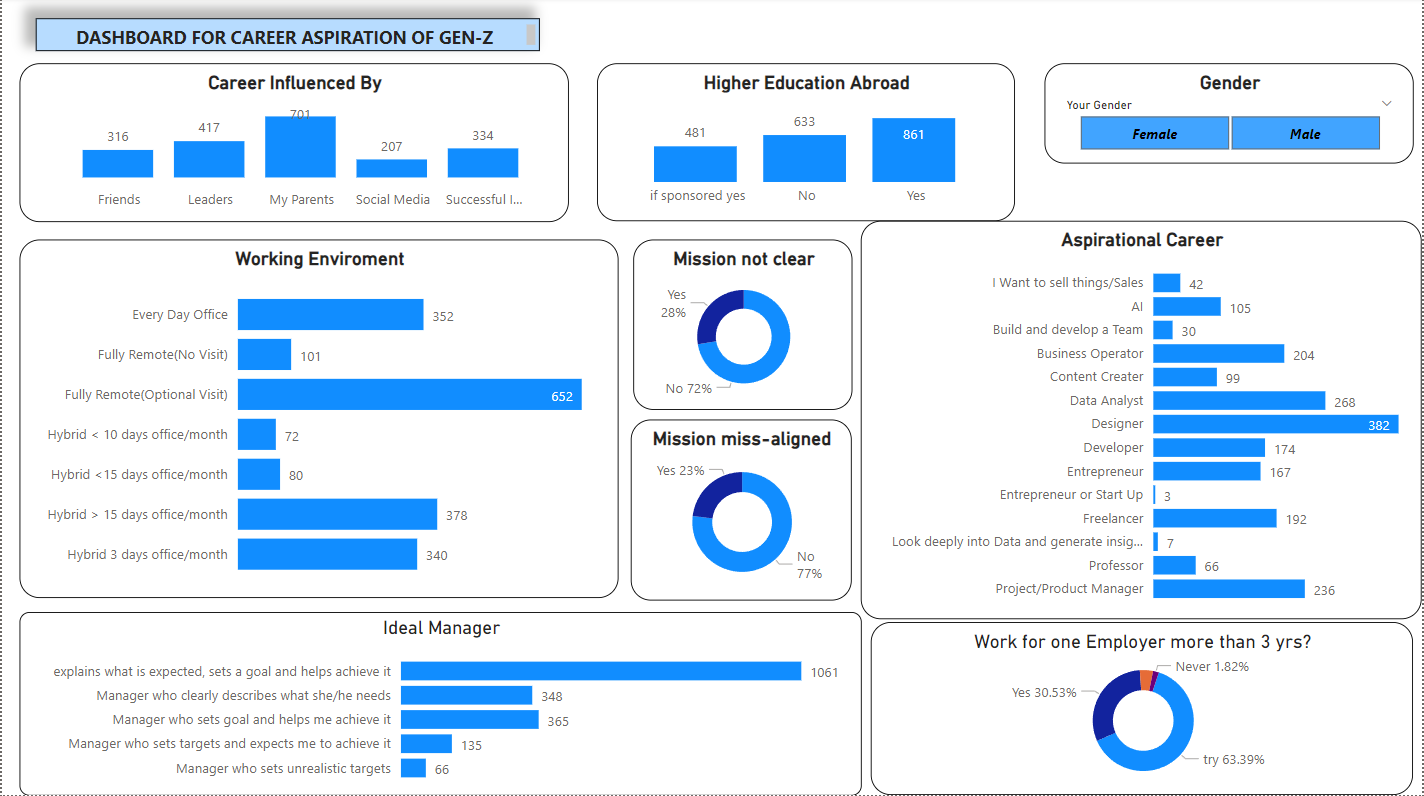 DASHBOARD FOR CAREER ASPIRATION OF GEN-Z
Career Influenced By
316
417
701
207
334
Friends
Leaders
My Parents
Social Media
Successful I...
Higher Education Abroad
481
633
861
if sponsored yes
No
Yes
Gender
Your Gender
Female
Male
Working Enviroment
Every Day Office 352
Fully Remote(No Visit) 101
Fully Remote(Optional Visit) 652
Hybrid < 10 days office/month 72
Hybrid <15 days office/month 80
Hybrid > 15 days office/month 378
Hybrid 3 days office/month 340
Mission not clear
Yes
28%
No 72%
Mission miss-aligned
Yes 23%
No
77%
Aspirational Career
I Want to sell things/Sales 42
AI 105
Build and develop a Team 30
Business Operator 204
Content Creater 99
Data Analyst 268
Designer 382
Developer 174
Entrepreneur 167
Entrepreneur or Start Up 3
Freelancer 192
Look deeply into Data and generate insig... 7
Professor 66
Project/Product Manager 236
Ideal Manager
explains what is expected, sets a goal and helps achieve it 1061
Manager who clearly describes what she/he needs 348
Manager who sets goal and helps me achieve it 365
Manager who sets targets and expects me to achieve it 135
Manager who sets unrealistic targets 66
Work for one Employer more than 3 yrs?
Never 1.82%
Yes 30.53%
try 63.39%